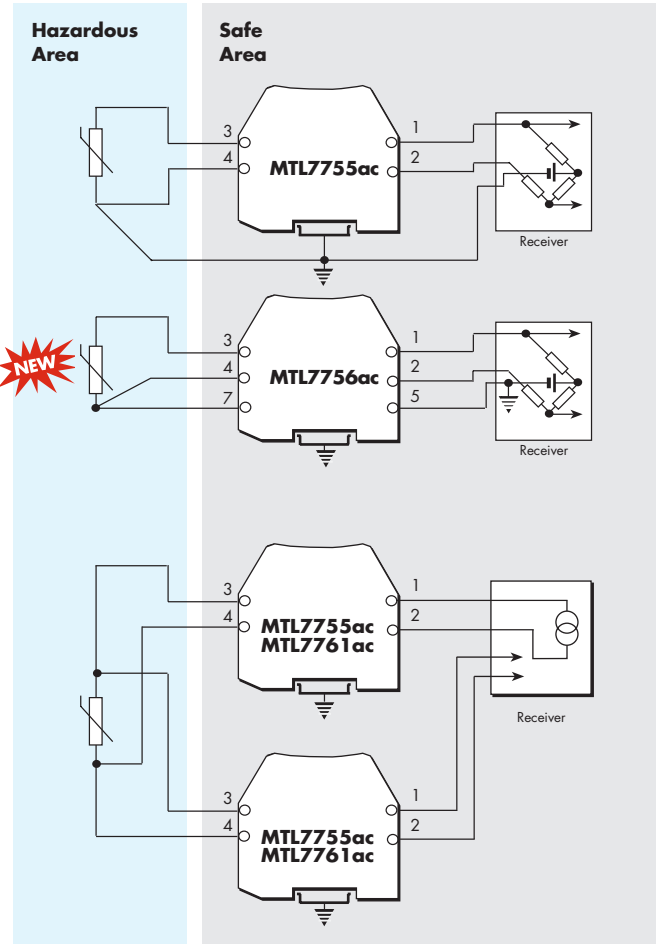 Hazardous
Area
Safe
Area
3
4
MTL7755ac
1
2
Receiver
NEW
3
4
7
MTL7756ac
1
2
5
Receiver
3
4
MTL7755ac
MTL7761ac
1
2
Receiver
3
4
MTL7755ac
MTL7761ac
1
2